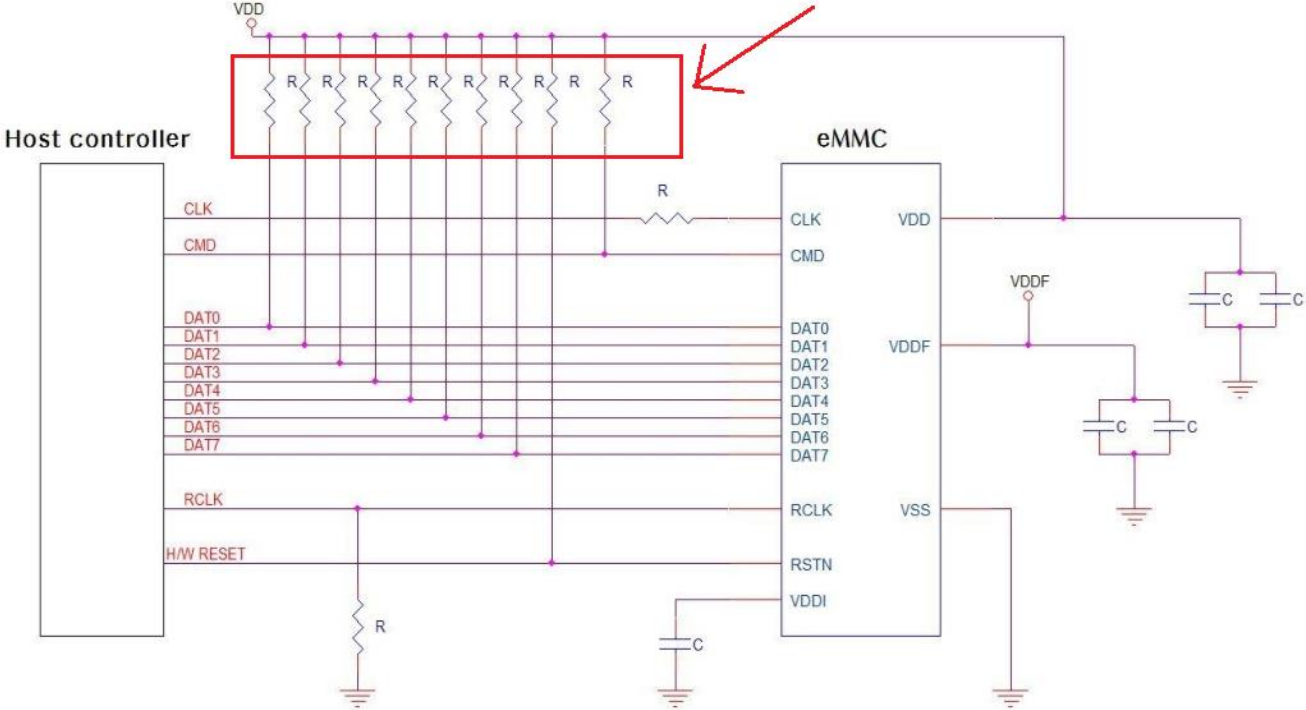 VDD
R R R R R R R R R R
Host controller
eMMC
CLK
R
CLK
VDD
CMD
CMD
VDDF
C
C
DAT0
DAT0
DAT1
DAT1
VDDF
DAT2
DAT2
DAT3
DAT3
DAT4
DAT4
DAT5
DAT5
C
C
DAT6
DAT6
DAT7
DAT7
RCLK
RCLK
VSS
H/W RESET
RSTN
VDDI
R
C